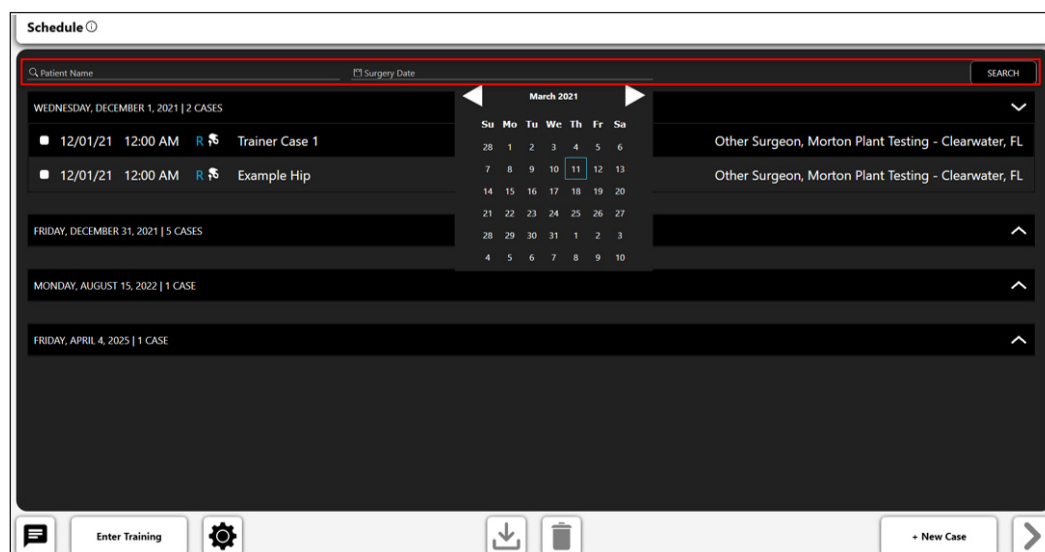 Schedule
Patient Name Surgery Date SEARCH
WEDNESDAY, DECEMBER 1, 2021 | 2 CASES
March 2021
Su Mo Tu We Th Fr Sa
28 1 2 3 4 5 6
7 8 9 10 11 12 13
14 15 16 17 18 19 20
21 22 23 24 25 26 27
28 29 30 31 1 2 3
4 5 6 7 8 9 10
12/01/21 12:00 AM R Trainer Case 1 Other Surgeon, Morton Plant Testing - Clearwater, FL
12/01/21 12:00 AM R Example Hip Other Surgeon, Morton Plant Testing - Clearwater, FL
FRIDAY, DECEMBER 31, 2021 | 5 CASES
MONDAY, AUGUST 15, 2022 | 1 CASE
FRIDAY, APRIL 4, 2025 | 1 CASE
Enter Training + New Case